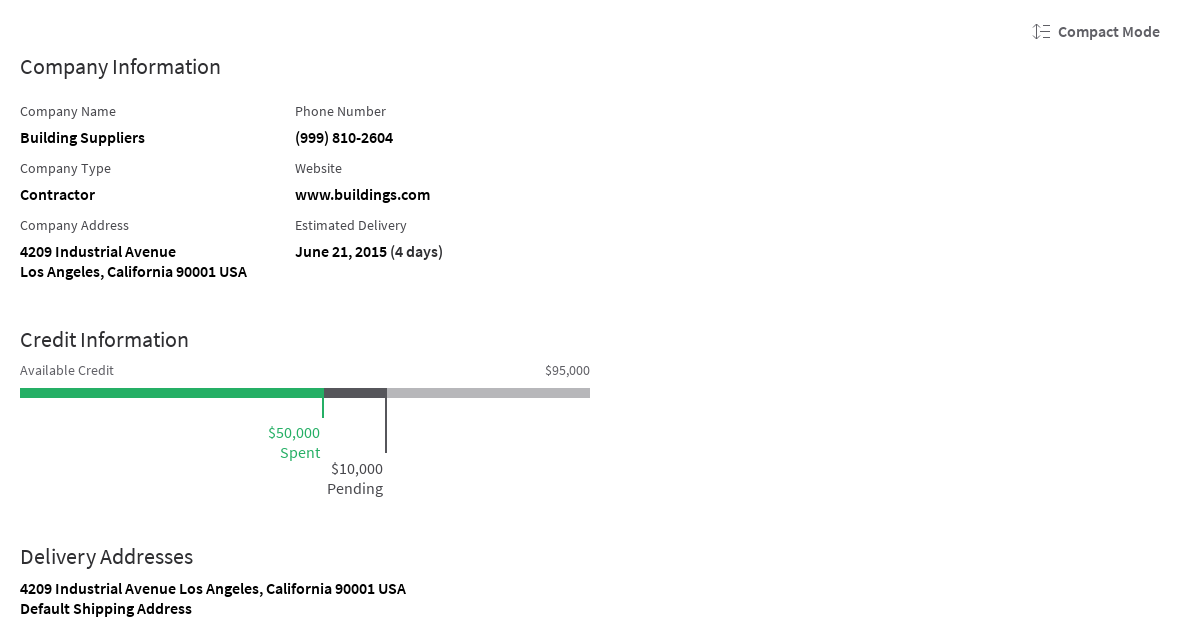 Compact Mode
Company Information
Company Name
Building Suppliers
Phone Number
(999) 810-2604
Company Type
Contractor
Website
www.buildings.com
Company Address
4209 Industrial Avenue
Los Angeles, California 90001 USA
Estimated Delivery
June 21, 2015 (4 days)
Credit Information
Available Credit
$95,000
$50,000
Spent
$10,000
Pending
Delivery Addresses
4209 Industrial Avenue Los Angeles, California 90001 USA
Default Shipping Address